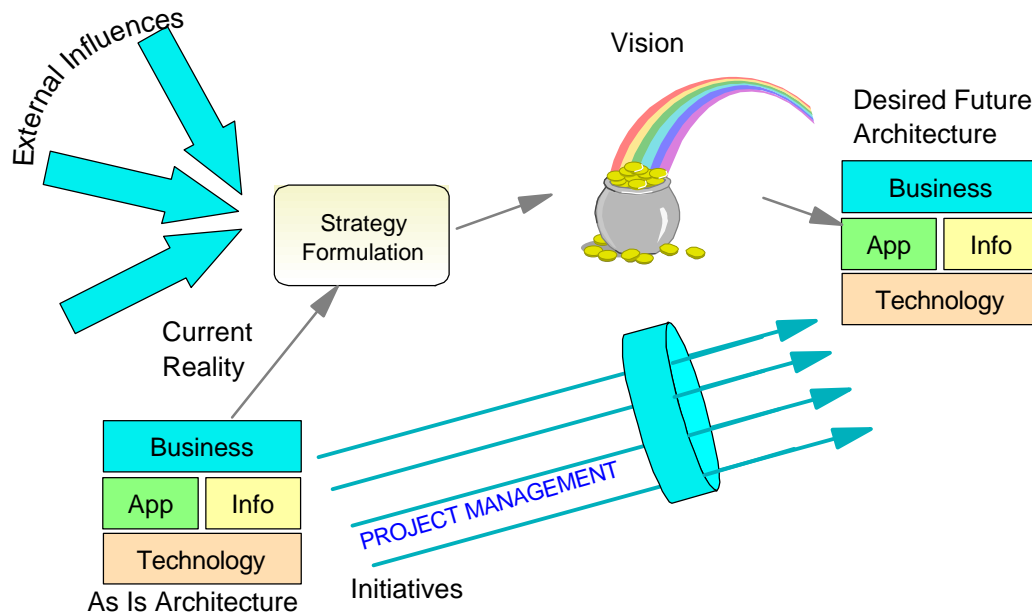 External Influences
Vision
Desired Future
Architecture
Business
App
Info
Technology
Strategy
Formulation
Current
Reality
Business
App
Info
Technology
As Is Architecture
PROJECT MANAGEMENT
Initiatives